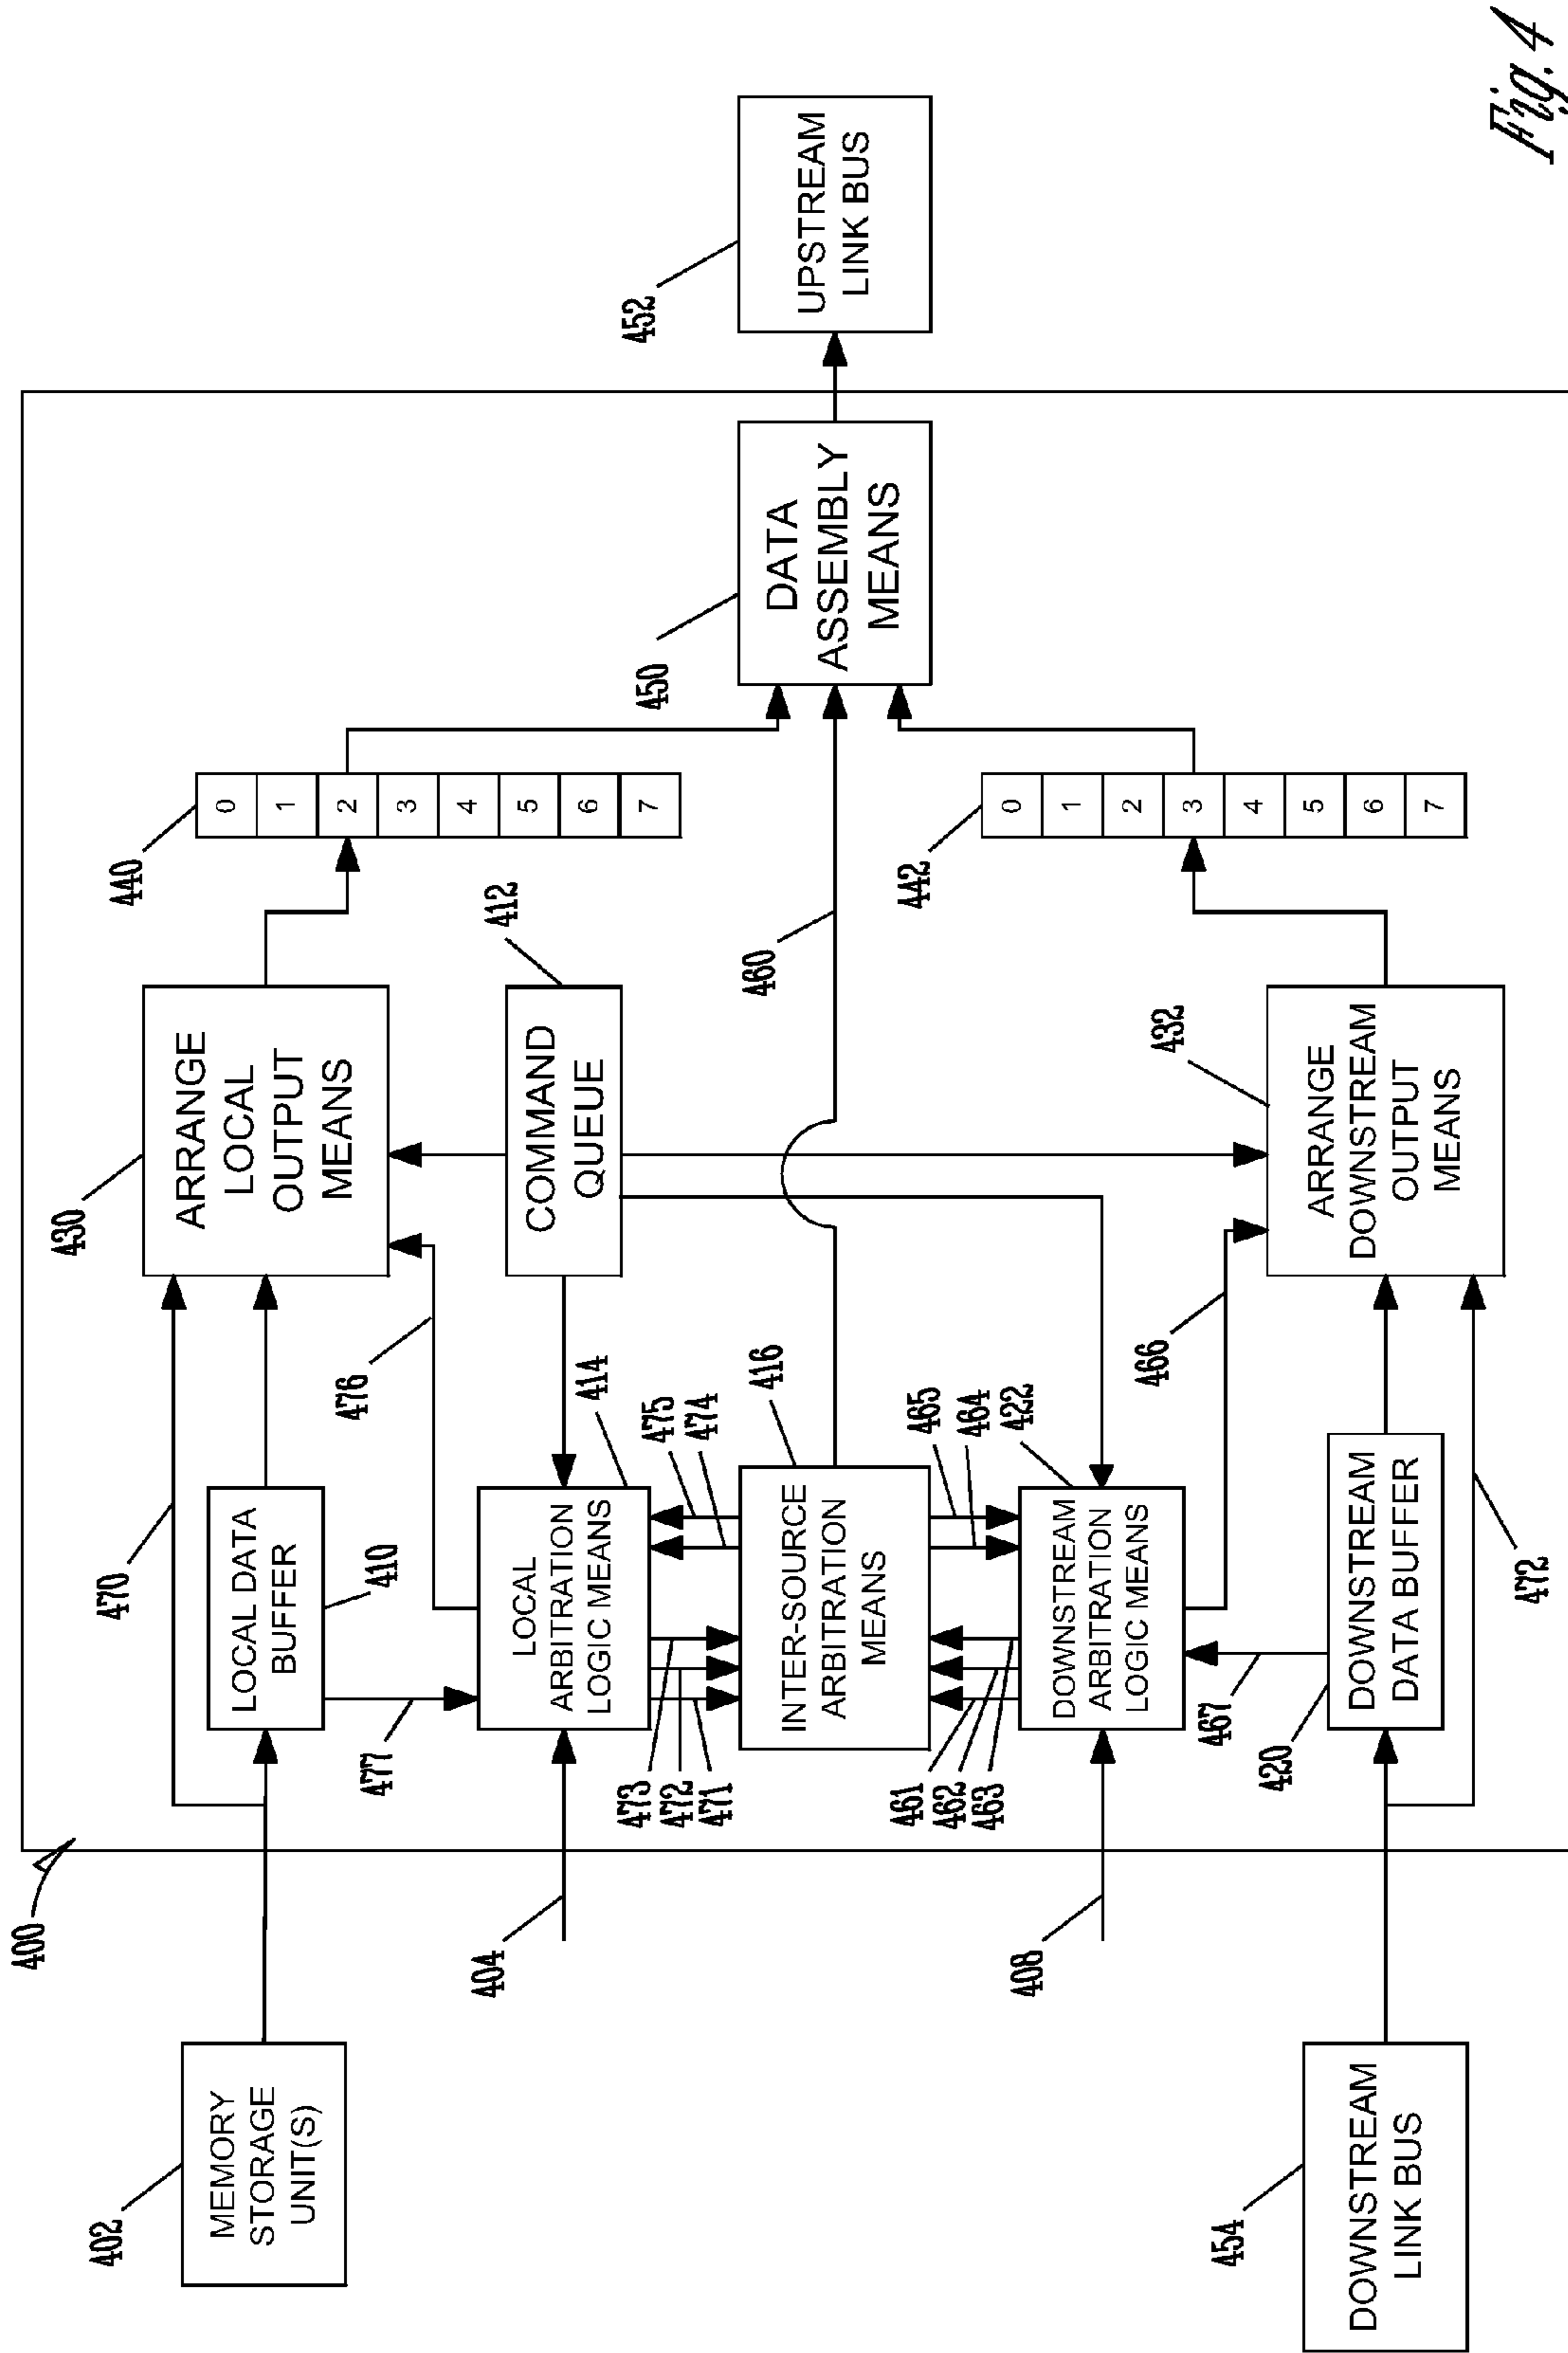 400
402
MEMORY
STORAGE
UNIT(S)
470
LOCAL DATA
BUFFER
410
477
476
430
ARRANGE
LOCAL
OUTPUT
MEANS
440
0
1
2
3
4
5
6
7
404
LOCAL
ARBITRATION
LOGIC MEANS
414
412
COMMAND
QUEUE
473
472
471
475
474
416
INTER-SOURCE
ARBITRATION
MEANS
460
450
DATA
ASSEMBLY
MEANS
452
UPSTREAM
LINK BUS
461
462
463
465
464
422
408
DOWNSTREAM
ARBITRATION
LOGIC MEANS
466
467
454
DOWNSTREAM
LINK BUS
420
DOWNSTREAM
DATA BUFFER
472
432
ARRANGE
DOWNSTREAM
OUTPUT
MEANS
442
0
1
2
3
4
5
6
7
Fig. 4